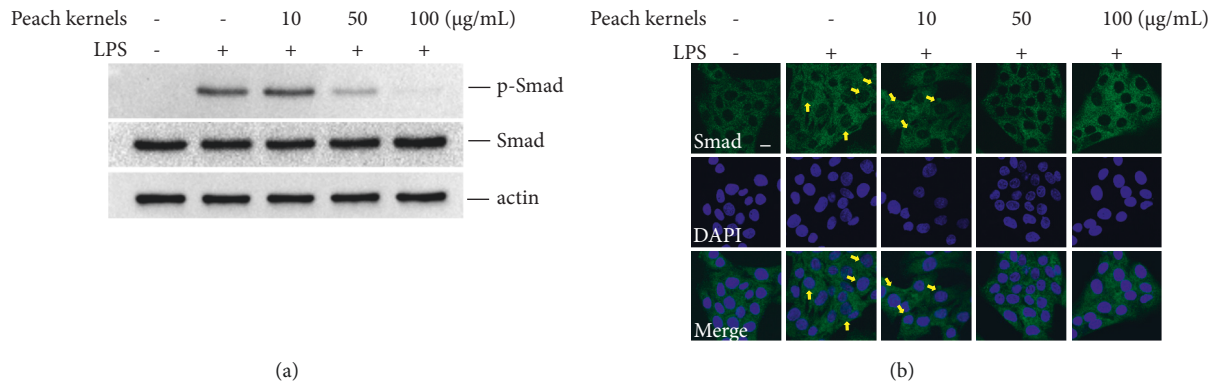 Peach kernels - - 10 50 100 (μg/mL)
LPS - + + + +
p-Smad
Smad
actin
(a)
Peach kernels - - 10 50 100 (μg/mL)
LPS - + + + +
Smad
DAPI
Merge
(b)